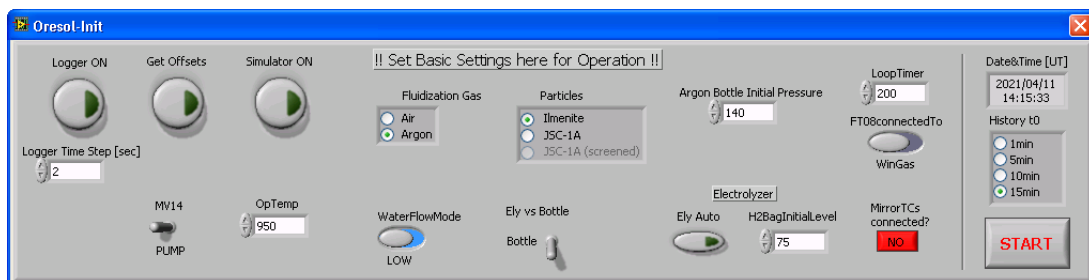 Oresol-Init
Logger ON
Get Offsets
Simulator ON
!! Set Basic Settings here for Operation !!
Fluidization Gas
Air
Argon
Particles
Ilmenite
JSC-1A
JSC-1A (screened)
Argon Bottle Initial Pressure
140
LoopTimer
200
FT08connectedTo
WinGas
Date&Time [UT]
2021/04/11
14:15:33
History t0
1min
5min
10min
15min
Logger Time Step [sec]
2
MV14
PUMP
OpTemp
950
WaterFlowMode
LOW
Ely vs Bottle
Bottle
Electrolyzer
Ely Auto
H2BagInitialLevel
75
MirrorTCs
connected?
NO
START